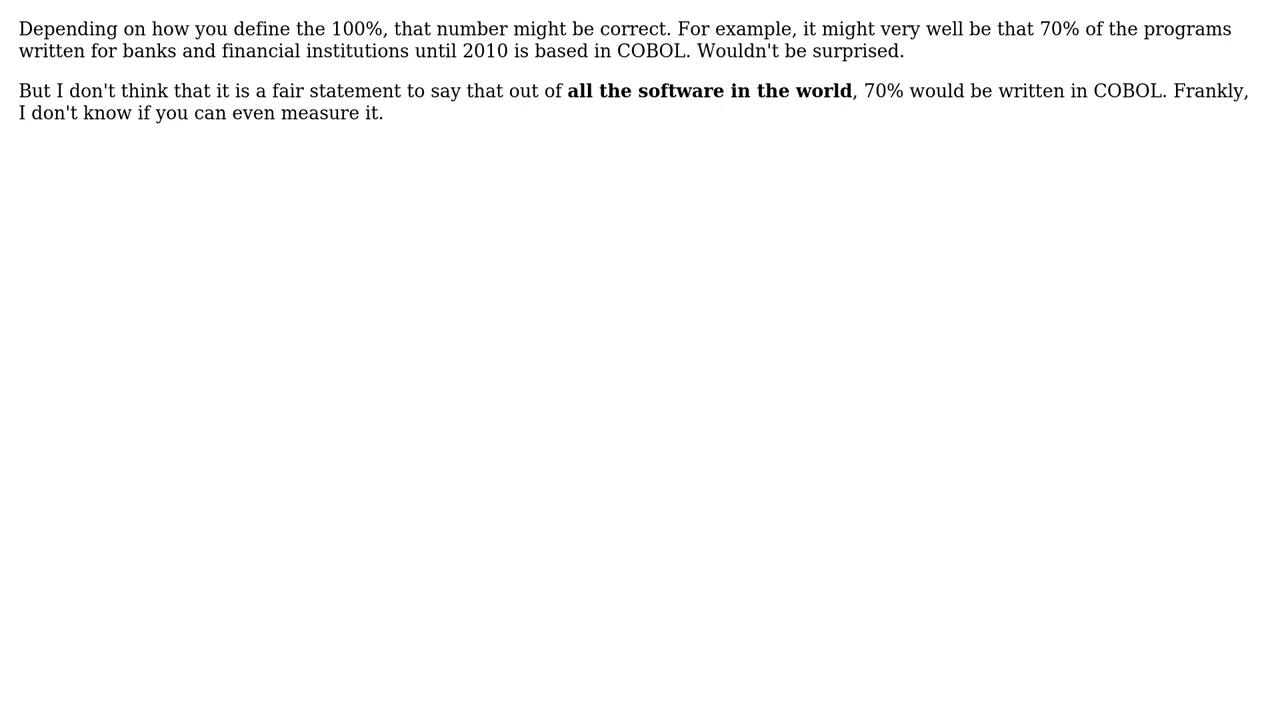 Depending on how you define the 100%, that number might be correct. For example, it might very well be that 70% of the programs
written for banks and financial institutions until 2010 is based in COBOL. Wouldn't be surprised.
But I don't think that it is a fair statement to say that out of all the software in the world, 70% would be written in COBOL. Frankly,
I don't know if you can even measure it.